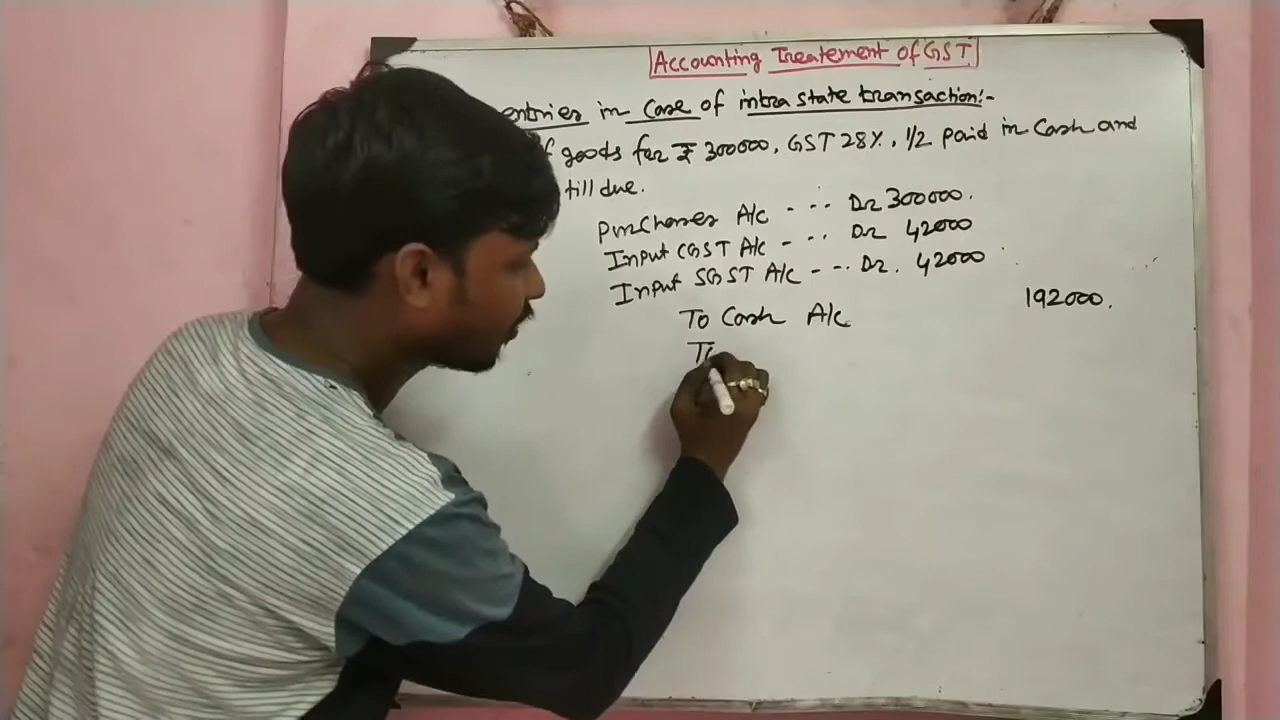 Accounting Treatement of GST
entries in Case of intra state transaction:-
f goods for ₹ 300000, GST 28%, 1/2 paid in Cash and
till due.
Purchases A/c - - - Dr 300000.
Input CGST A/c - - - Dr 42000
Input SGST A/c - - - Dr. 42000
To Cash A/c 192000.
To